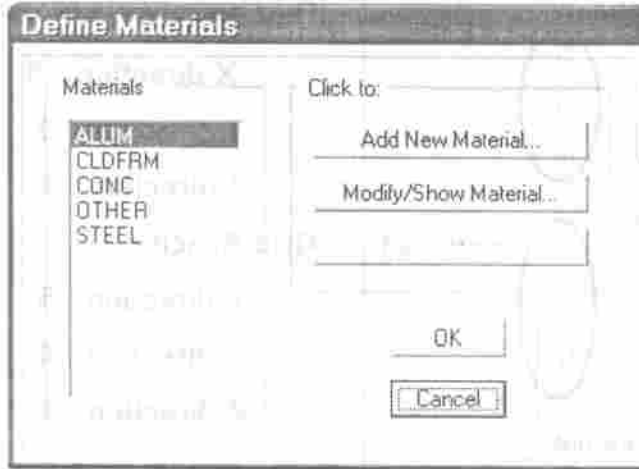 Define Materials
Materials
ALUM
CLDFRM
CONC
OTHER
STEEL
Click to:
Add New Material...
Modify/Show Material...
OK
Cancel